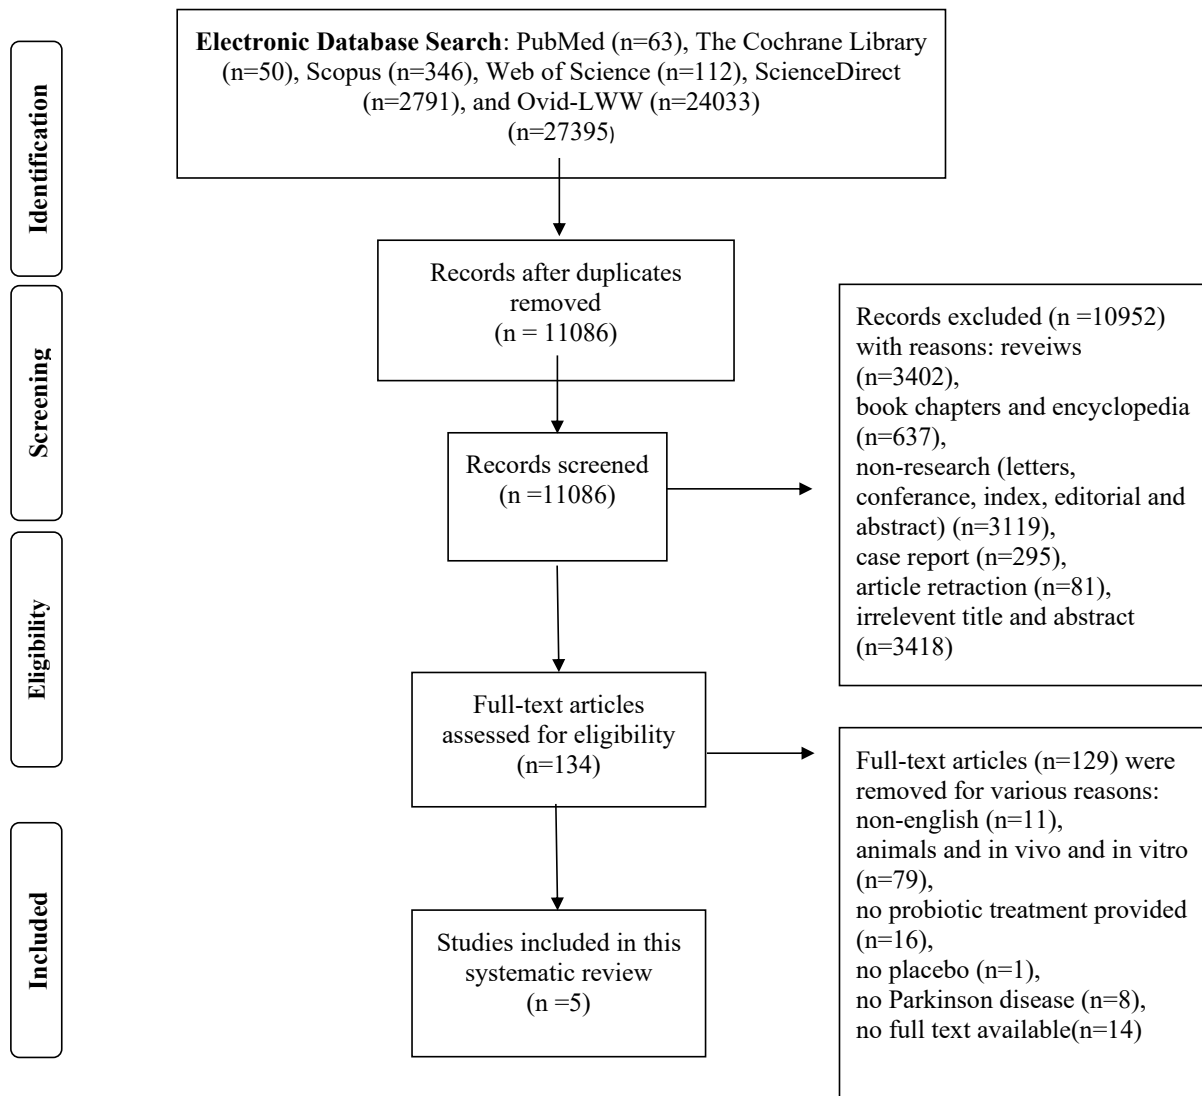 Electronic Database Search: PubMed (n=63), The Cochrane Library
(n=50), Scopus (n=346), Web of Science (n=112), ScienceDirect
(n=2791), and Ovid-LWW (n=24033)
(n=27395)
Identification
Records after duplicates
removed
(n = 11086)
Screening
Records screened
(n =11086)
Records excluded (n =10952)
with reasons: reveiws
(n=3402),
book chapters and encyclopedia
(n=637),
non-research (letters,
conferance, index, editorial and
abstract) (n=3119),
case report (n=295),
article retraction (n=81),
irrelevent title and abstract
(n=3418)
Eligibility
Full-text articles
assessed for eligibility
(n=134)
Full-text articles (n=129) were
removed for various reasons:
non-english (n=11),
animals and in vivo and in vitro
(n=79),
no probiotic treatment provided
(n=16),
no placebo (n=1),
no Parkinson disease (n=8),
no full text available(n=14)
Included
Studies included in this
systematic review
(n =5)